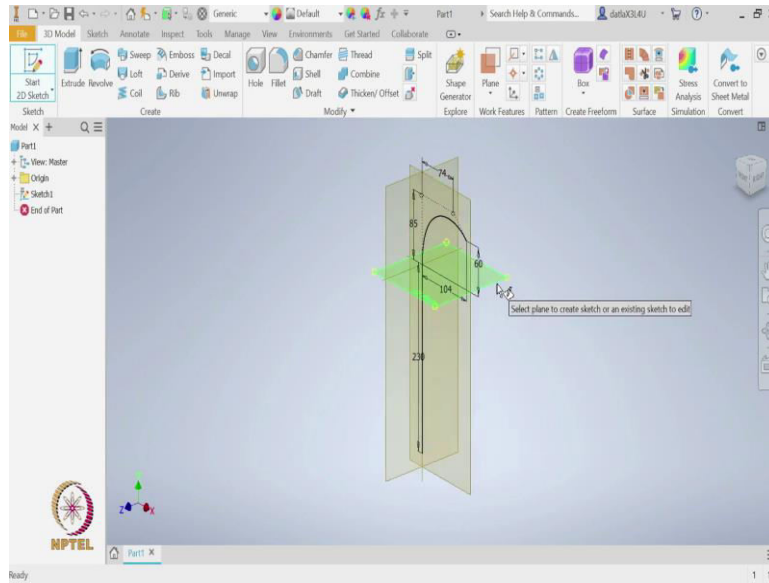 Generic Default Part1 Search Help & Commands... datlaX3L4U
File 3D Model Sketch Annotate Inspect Tools Manage View Environments Get Started Collaborate
Start 2D Sketch
Extrude Revolve
Sweep Emboss Decal
Loft Derive Import
Coil Rib Unwrap
Hole Fillet
Chamfer Thread Split
Shell Combine
Draft Thicken/ Offset
Shape Generator
Plane
Box
Stress Analysis
Convert to Sheet Metal
Sketch Create Modify Explore Work Features Pattern Create Freeform Surface Simulation Convert
Model
Part1
View: Master
Origin
Sketch1
End of Part
74
85
60
104
Select plane to create sketch or an existing sketch to edit
230
Y
Z X
NPTEL
Part1
Ready 1